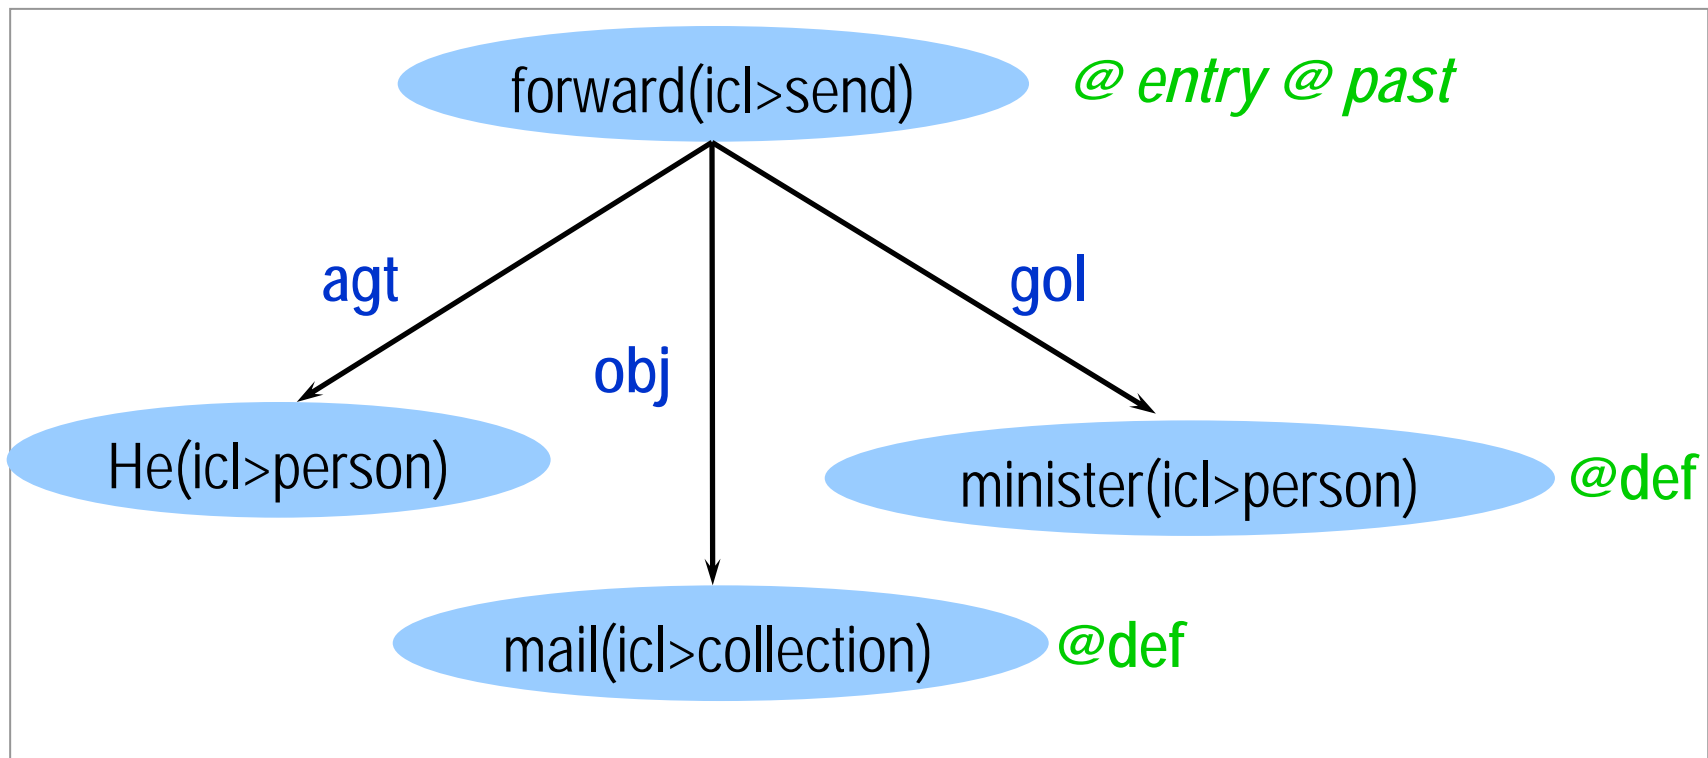 forward(icl>send) @ entry @ past
agt
gol
obj
He(icl>person)
minister(icl>person) @def
mail(icl>collection) @def